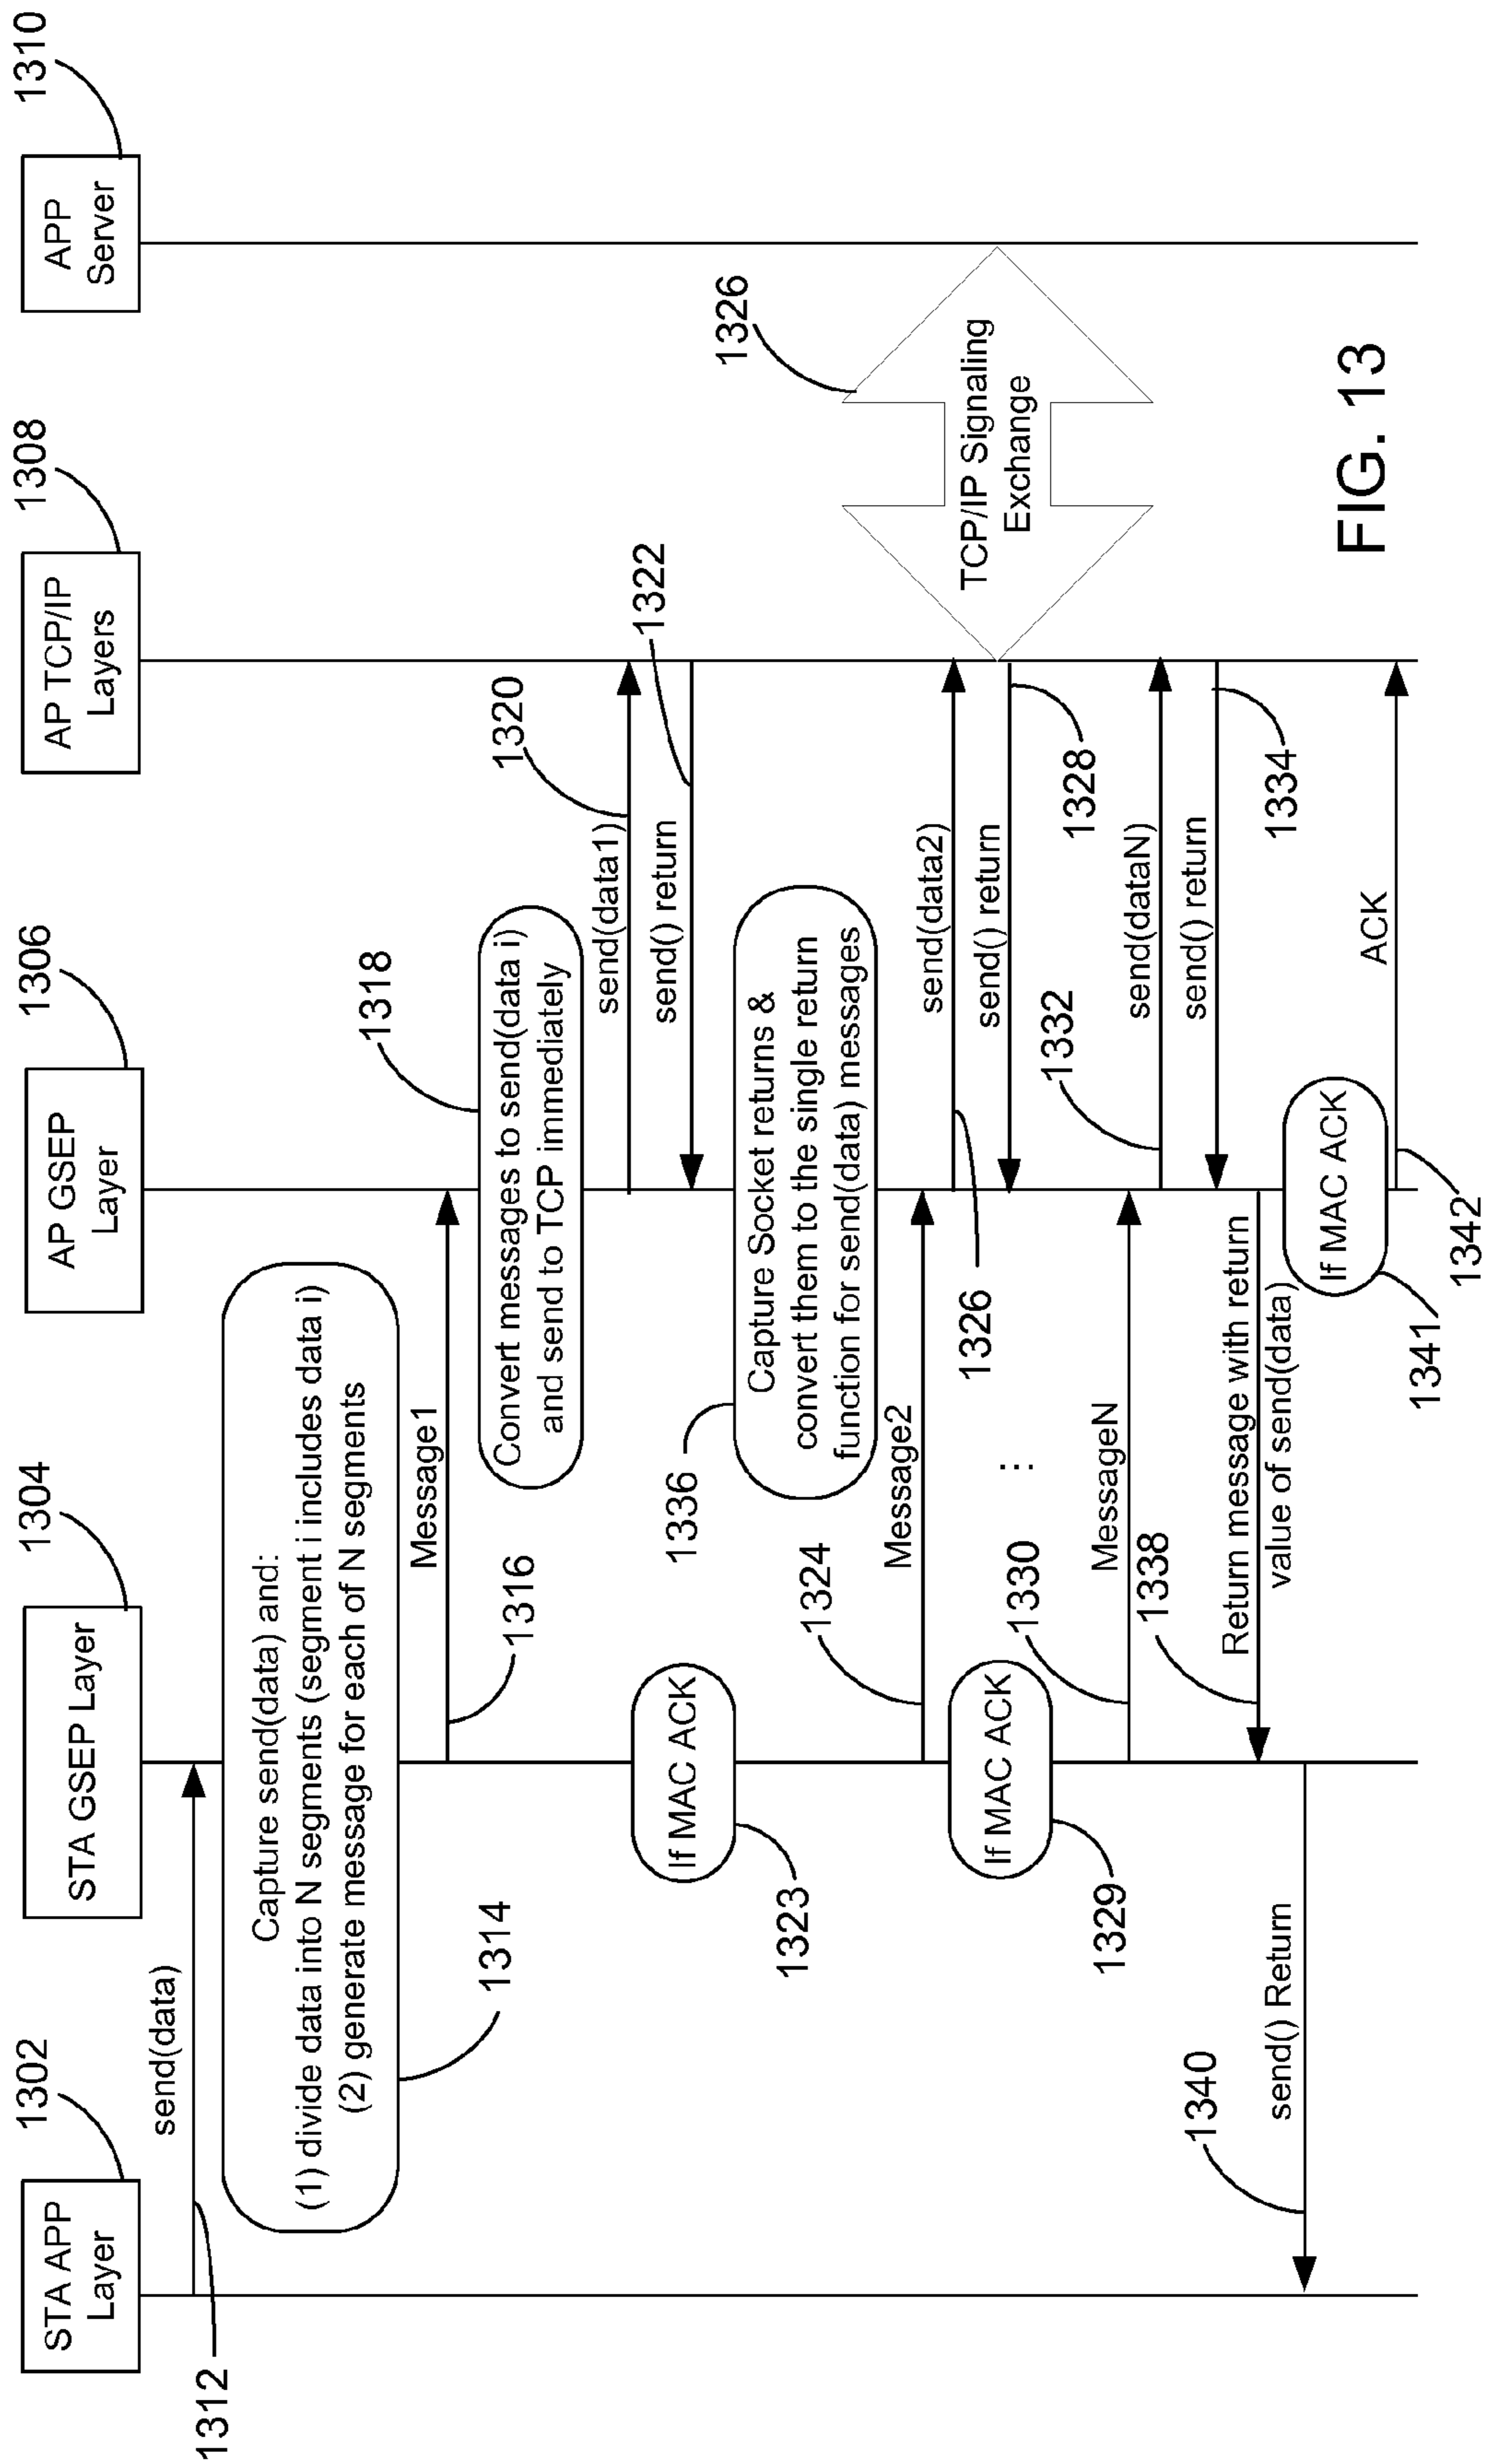 1302
STA APP
Layer
1304
STA GSEP Layer
1306
AP GSEP
Layer
1308
AP TCP/IP
Layers
1310
APP
Server
send(data)
1312
Capture send(data) and:
(1) divide data into N segments (segment i includes data i)
(2) generate message for each of N segments
1314
Message1
1316
1318
Convert messages to send(data i)
and send to TCP immediately
1320
send(data1)
1322
send() return
If MAC ACK
1323
1336
Capture Socket returns &
convert them to the single return
function for send(data) messages
1326
TCP/IP Signaling
Exchange
1324
Message2
send(data2)
1326
send() return
1328
If MAC ACK
1329
⋮
1330
MessageN
1332
send(dataN)
send() return
1334
1338
Return message with return
value of send(data)
1340
send() Return
If MAC ACK
1341
ACK
1342
FIG. 13